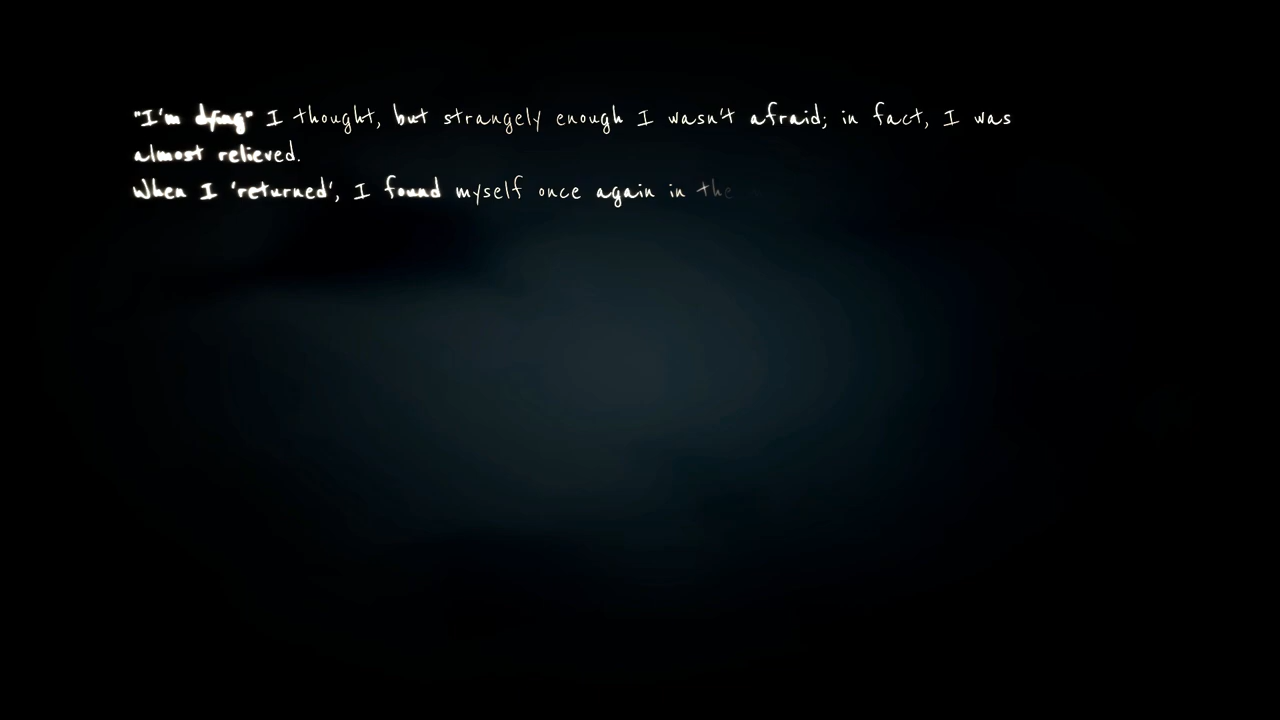 "I'm dying" I thought, but strangely enough I wasn't afraid; in fact, I was
almost relieved.
When I 'returned', I found myself once again in the